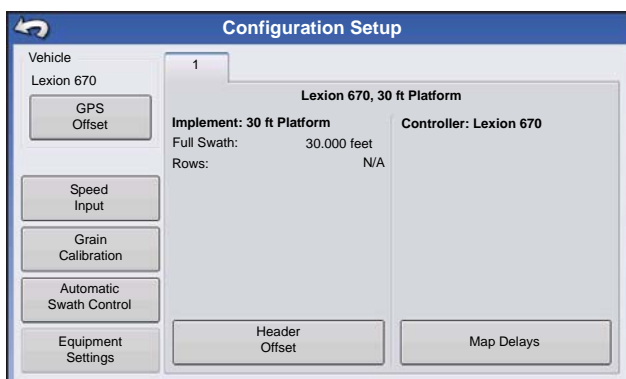 Configuration Setup
Vehicle
Lexion 670
GPS
Offset
Speed
Input
Grain
Calibration
Automatic
Swath Control
Equipment
Settings
1
Lexion 670, 30 ft Platform
Implement: 30 ft Platform
Full Swath: 30.000 feet
Rows: N/A
Header
Offset
Controller: Lexion 670
Map Delays